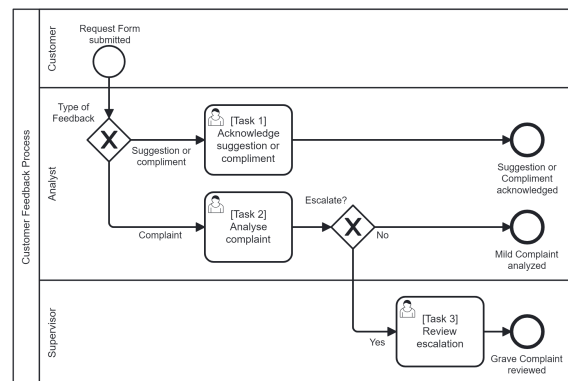 Customer Feedback Process
Customer
Request Form
submitted
Analyst
Type of
Feedback
Suggestion or
compliment
[Task 1]
Acknowledge
suggestion or
compliment
Suggestion or
Compliment
acknowledged
Complaint
[Task 2]
Analyse
complaint
Escalate?
No
Mild Complaint
analyzed
Supervisor
Yes
[Task 3]
Review
escalation
Grave Complaint
reviewed